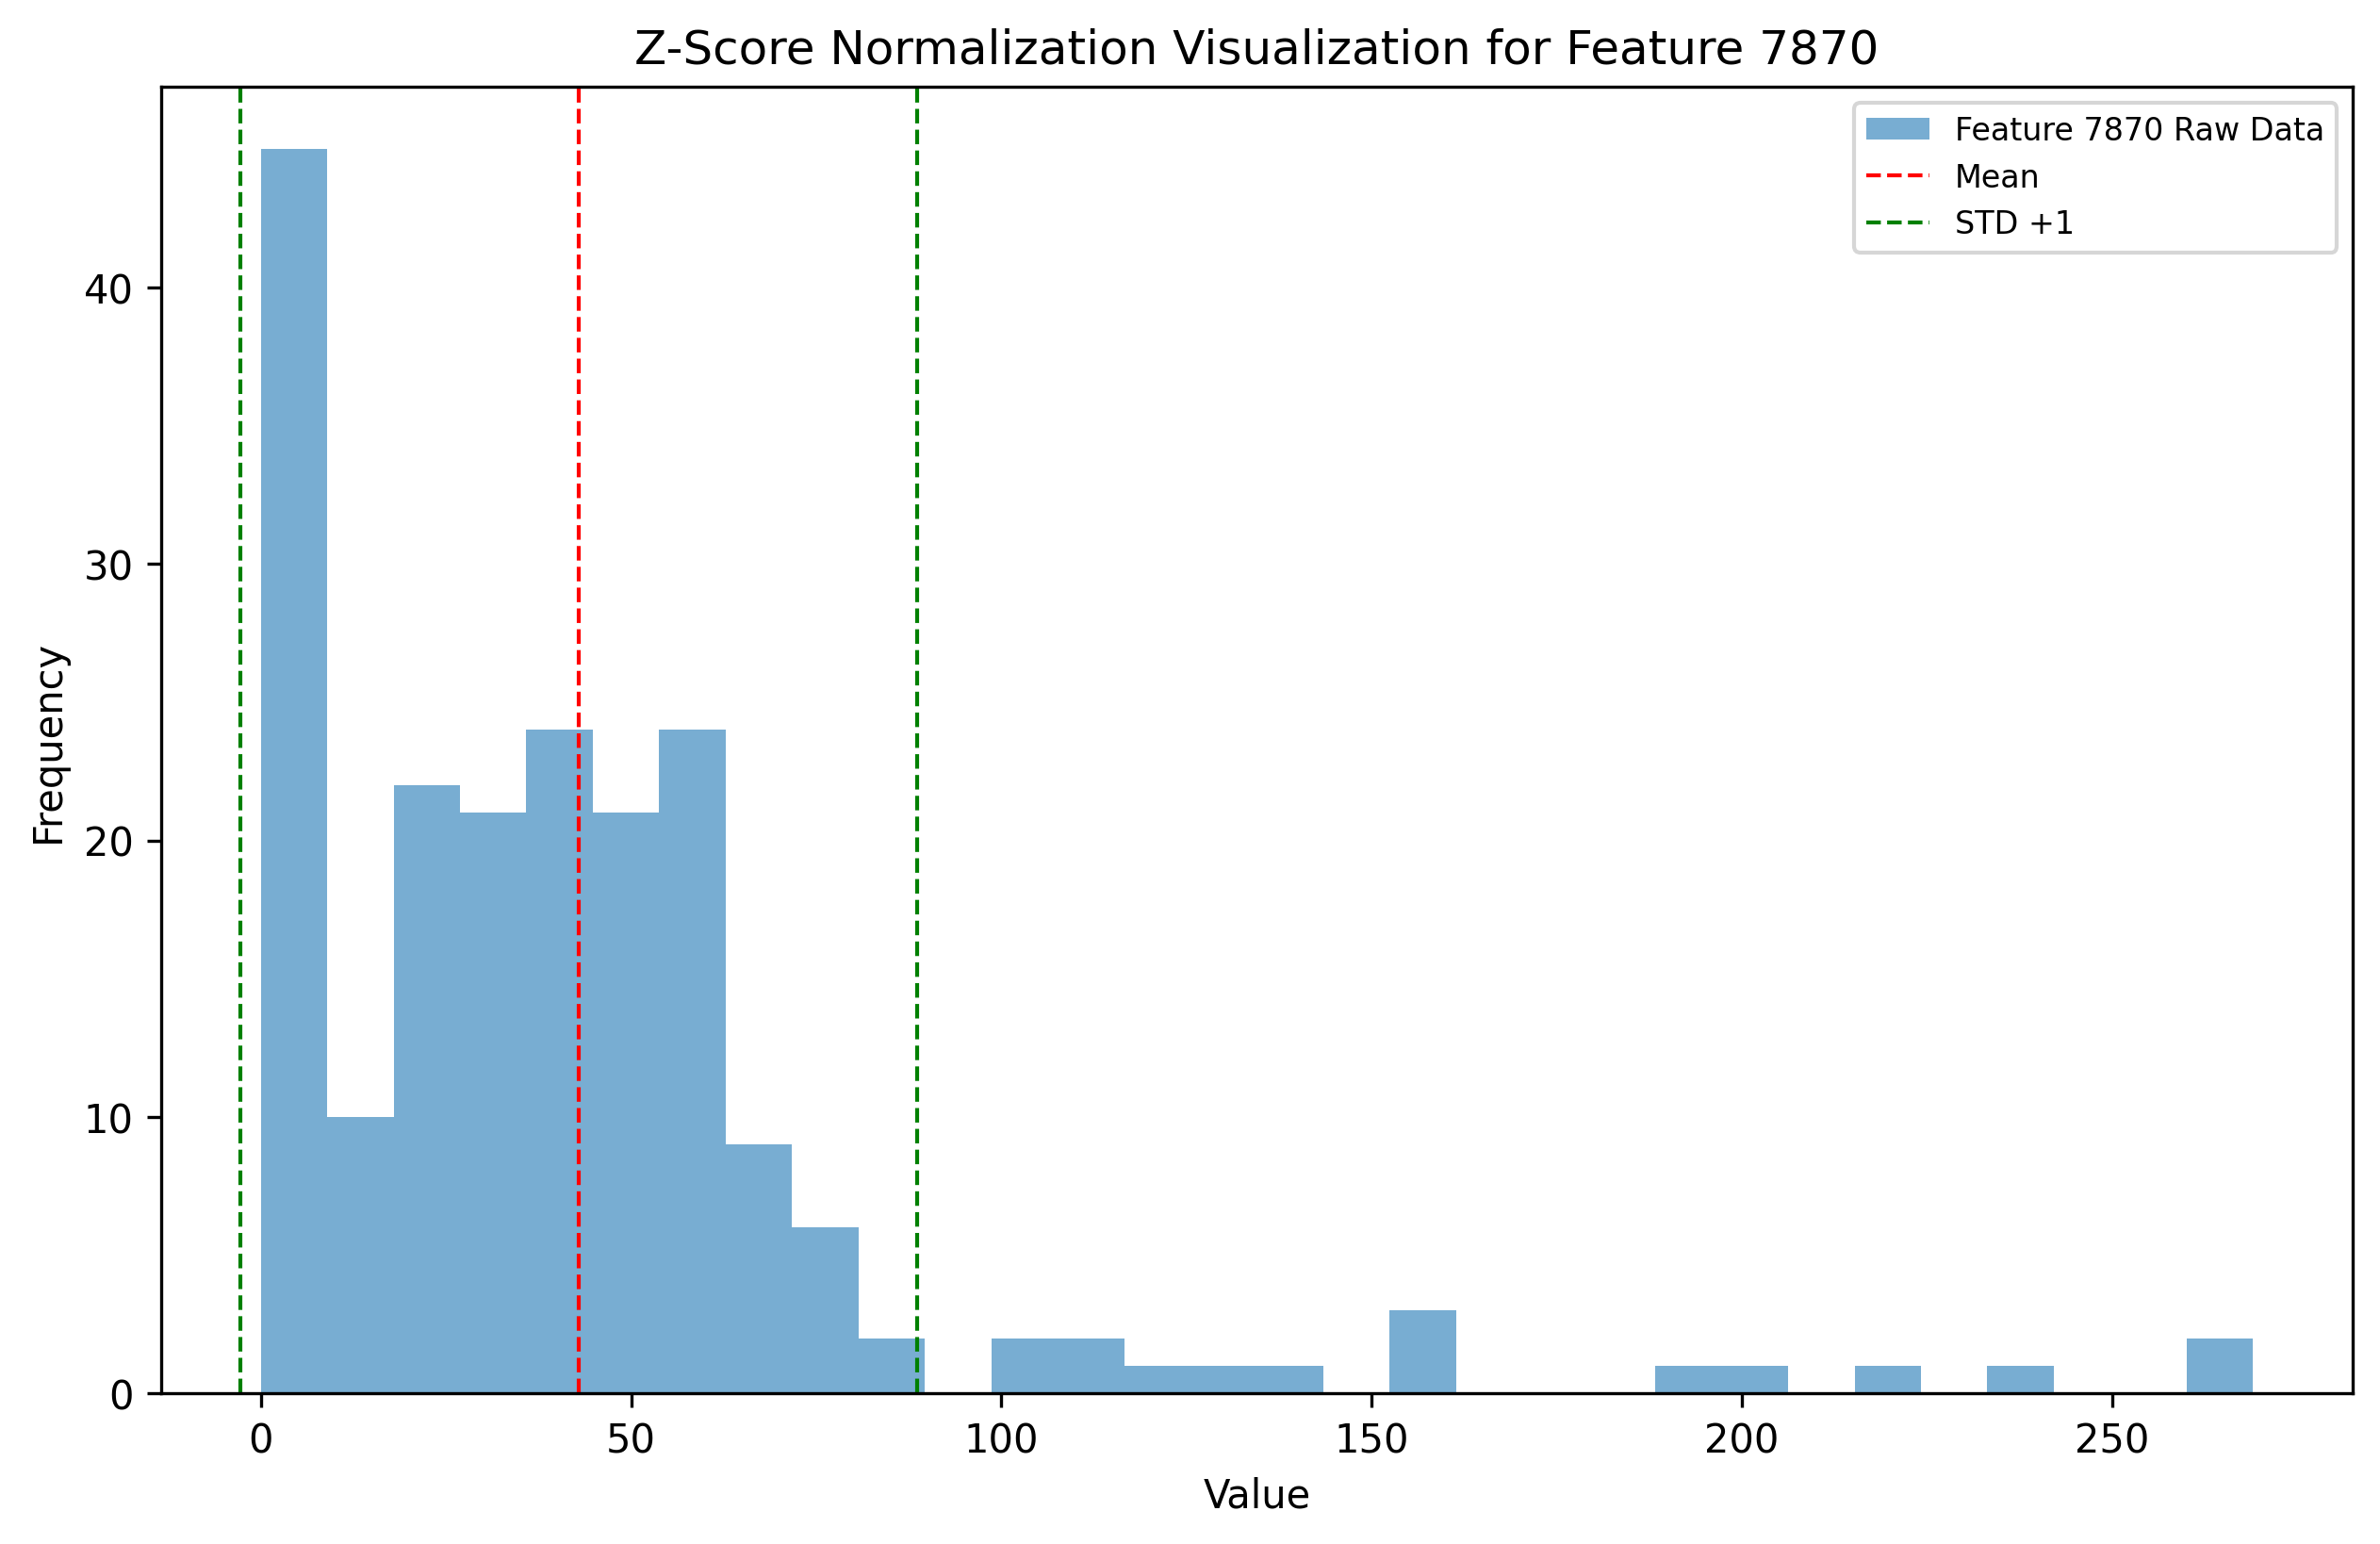 Z-Score Normalization Visualization for Feature 7870
Feature 7870 Raw Data
Mean
STD +1
40
30
20
10
0
Frequency
0 50 100 150 200 250
Value